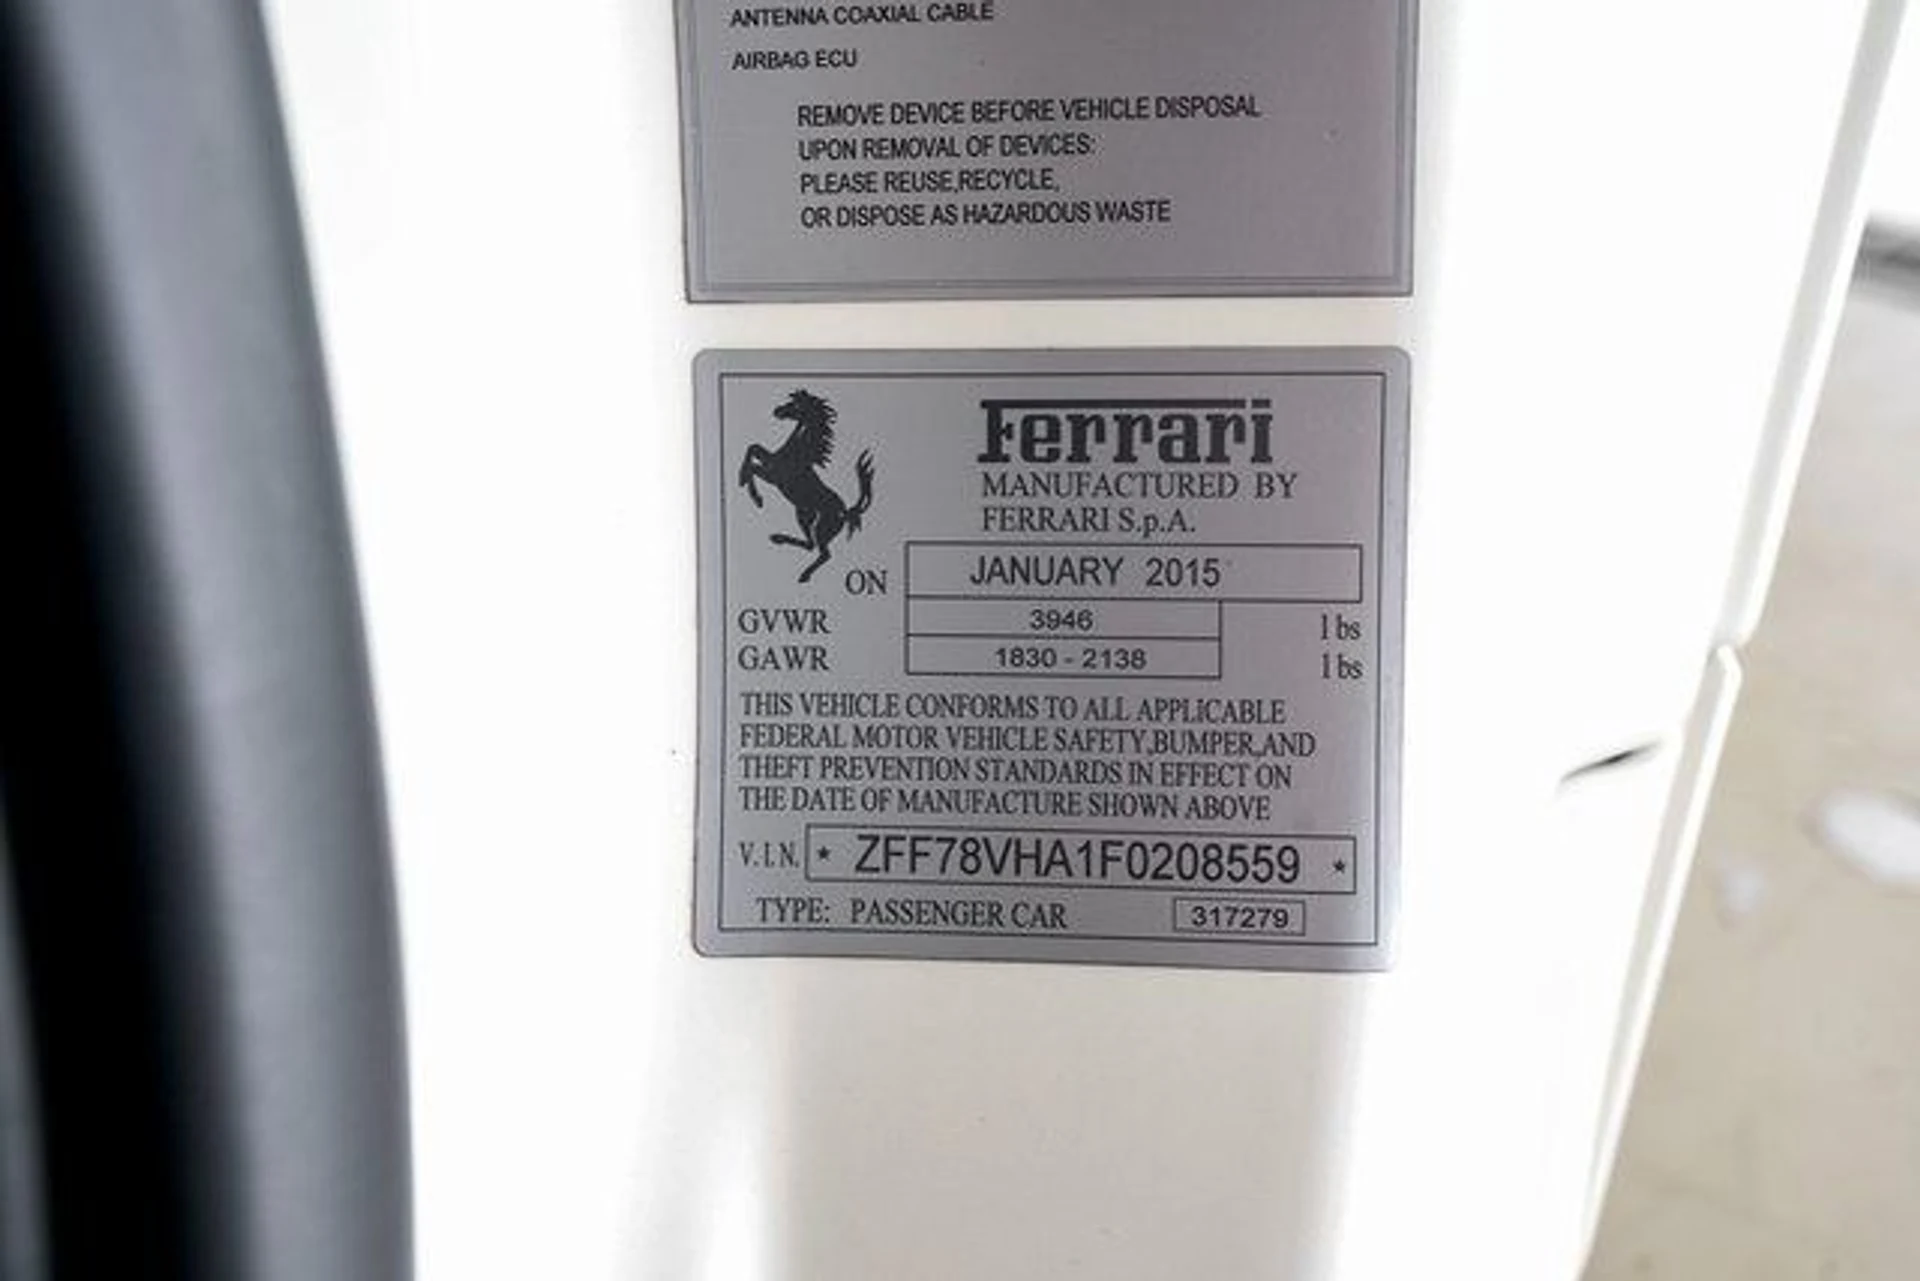 ANTENNA COAXIAL CABLE
AIRBAG ECU
REMOVE DEVICE BEFORE VEHICLE DISPOSAL
UPON REMOVAL OF DEVICES:
PLEASE REUSE,RECYCLE,
OR DISPOSE AS HAZARDOUS WASTE
Ferrari
MANUFACTURED BY
FERRARI S.p.A.
ON JANUARY 2015
GVWR 3946 lbs
GAWR 1830 - 2138 lbs
THIS VEHICLE CONFORMS TO ALL APPLICABLE
FEDERAL MOTOR VEHICLE SAFETY,BUMPER,AND
THEFT PREVENTION STANDARDS IN EFFECT ON
THE DATE OF MANUFACTURE SHOWN ABOVE
V.I.N. * ZFF78VHA1F0208559 *
TYPE: PASSENGER CAR 317279